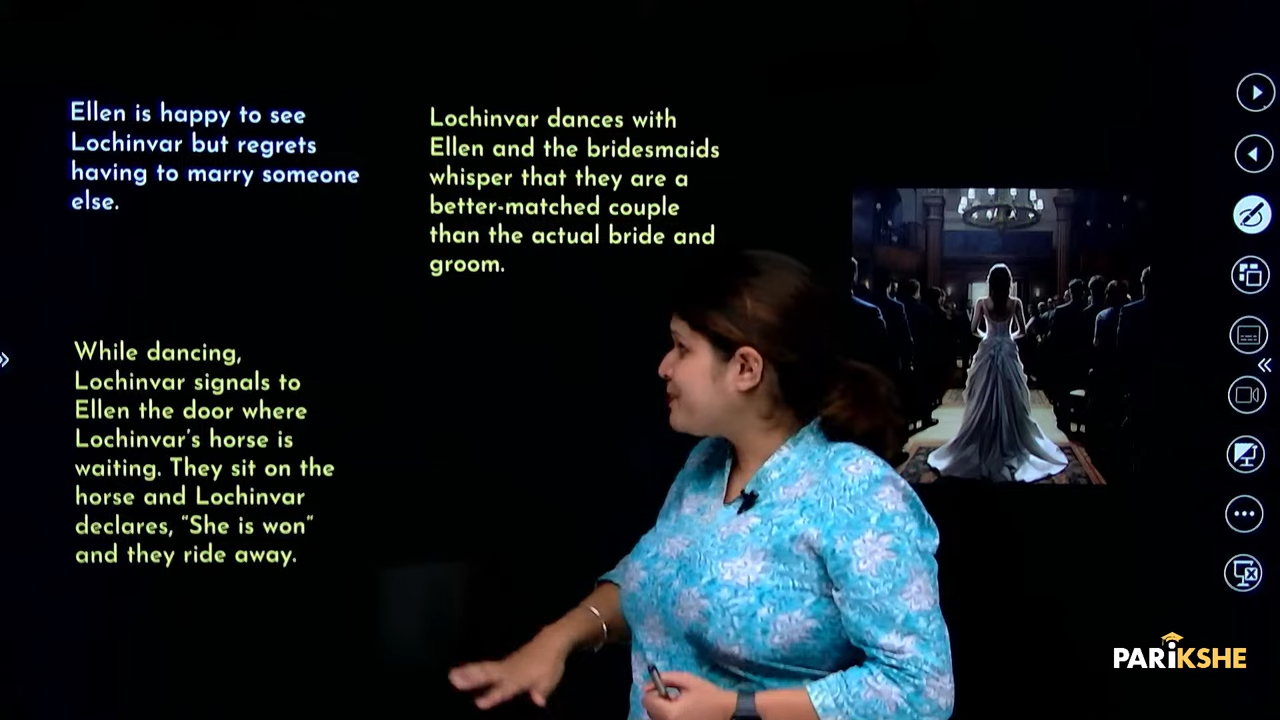 Ellen is happy to see
Lochinvar but regrets
having to marry someone
else.
Lochinvar dances with
Ellen and the bridesmaids
whisper that they are a
better-matched couple
than the actual bride and
groom.
While dancing,
Lochinvar signals to
Ellen the door where
Lochinvar's horse is
waiting. They sit on the
horse and Lochinvar
declares, "She is won"
and they ride away.
PARiKSHE